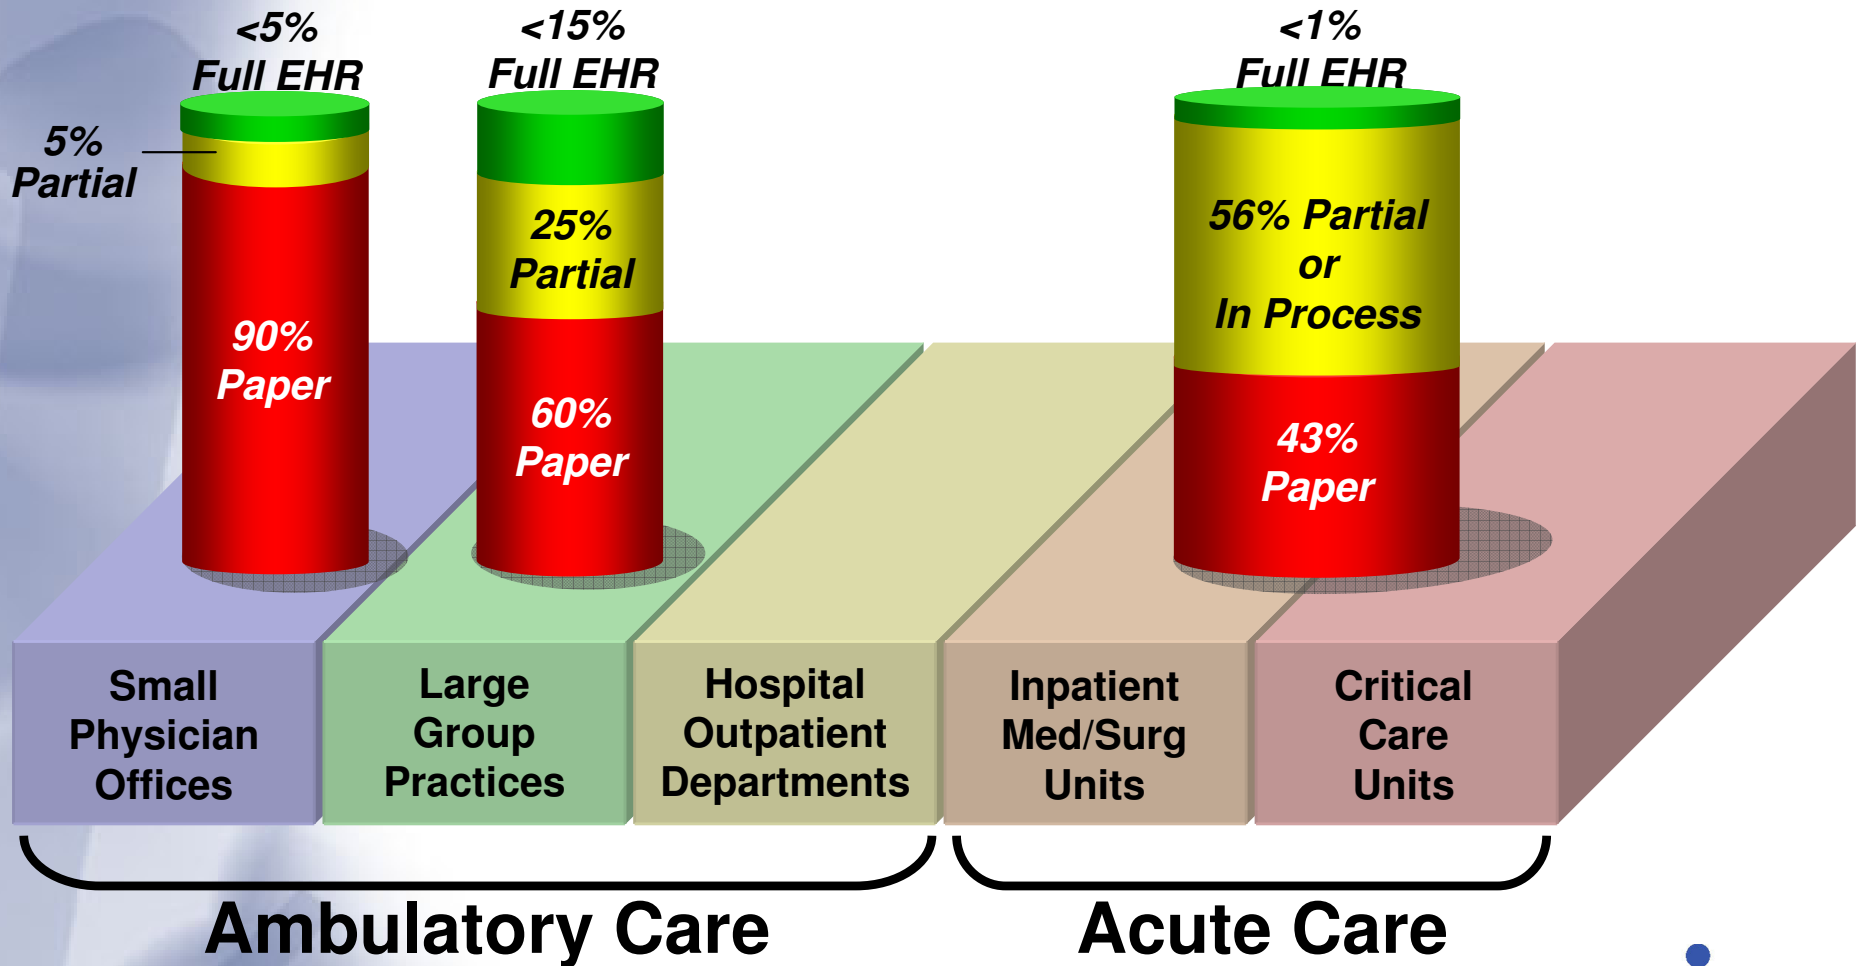 <5%
Full EHR
<15%
Full EHR
<1%
Full EHR
5%
Partial
90%
Paper
25%
Partial
60%
Paper
56% Partial
or
In Process
43%
Paper
Small
Physician
Offices
Large
Group
Practices
Hospital
Outpatient
Departments
Inpatient
Med/Surg
Units
Critical
Care
Units
Ambulatory Care
Acute Care